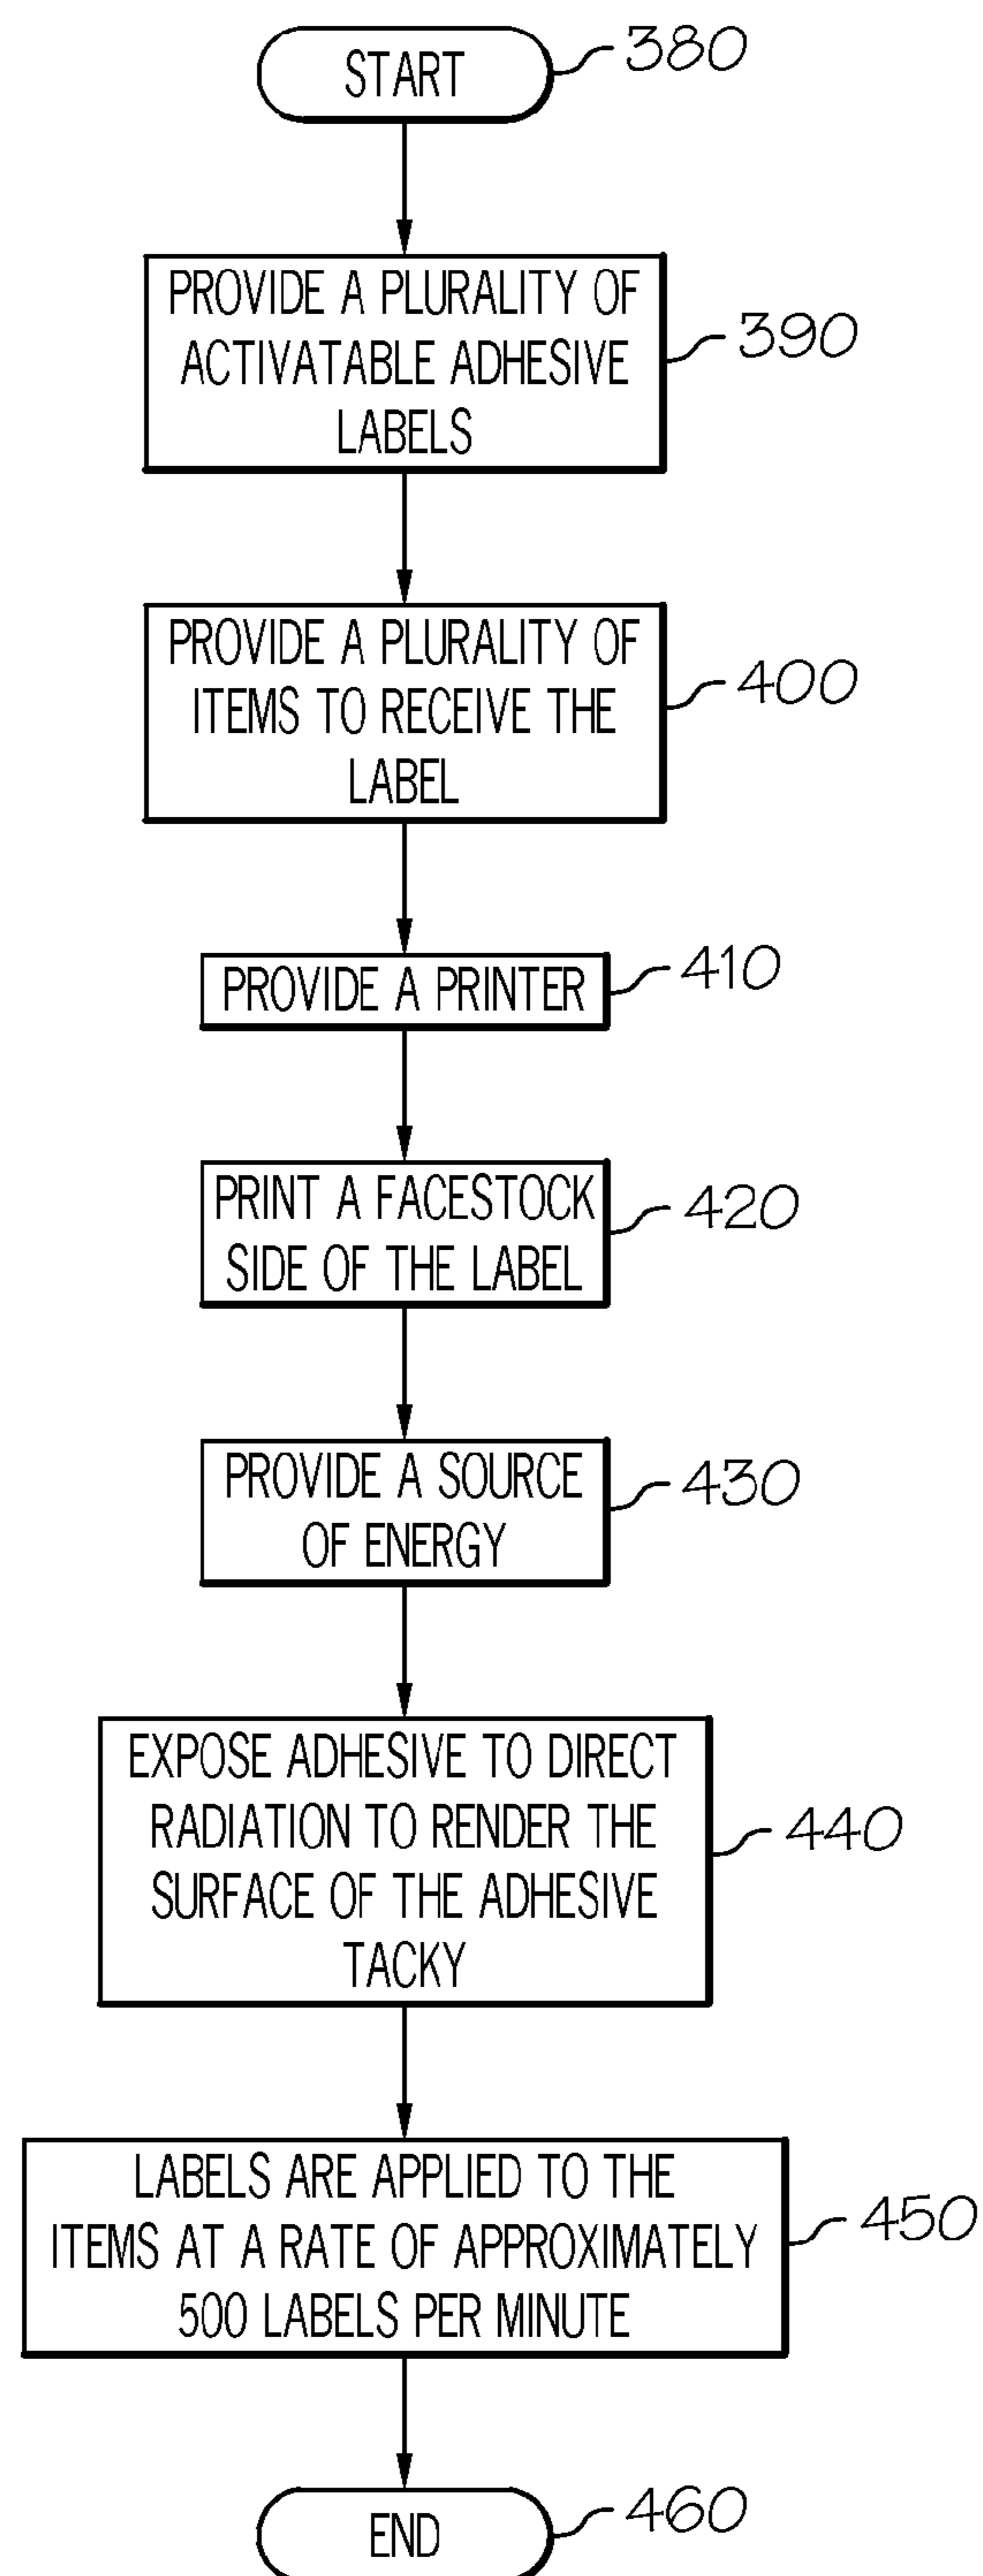 START
380
PROVIDE A PLURALITY OF
ACTIVATABLE ADHESIVE
LABELS
390
PROVIDE A PLURALITY OF
ITEMS TO RECEIVE THE
LABEL
400
PROVIDE A PRINTER
410
PRINT A FACESTOCK
SIDE OF THE LABEL
420
PROVIDE A SOURCE
OF ENERGY
430
EXPOSE ADHESIVE TO DIRECT
RADIATION TO RENDER THE
SURFACE OF THE ADHESIVE
TACKY
440
LABELS ARE APPLIED TO THE
ITEMS AT A RATE OF APPROXIMATELY
500 LABELS PER MINUTE
450
END
460